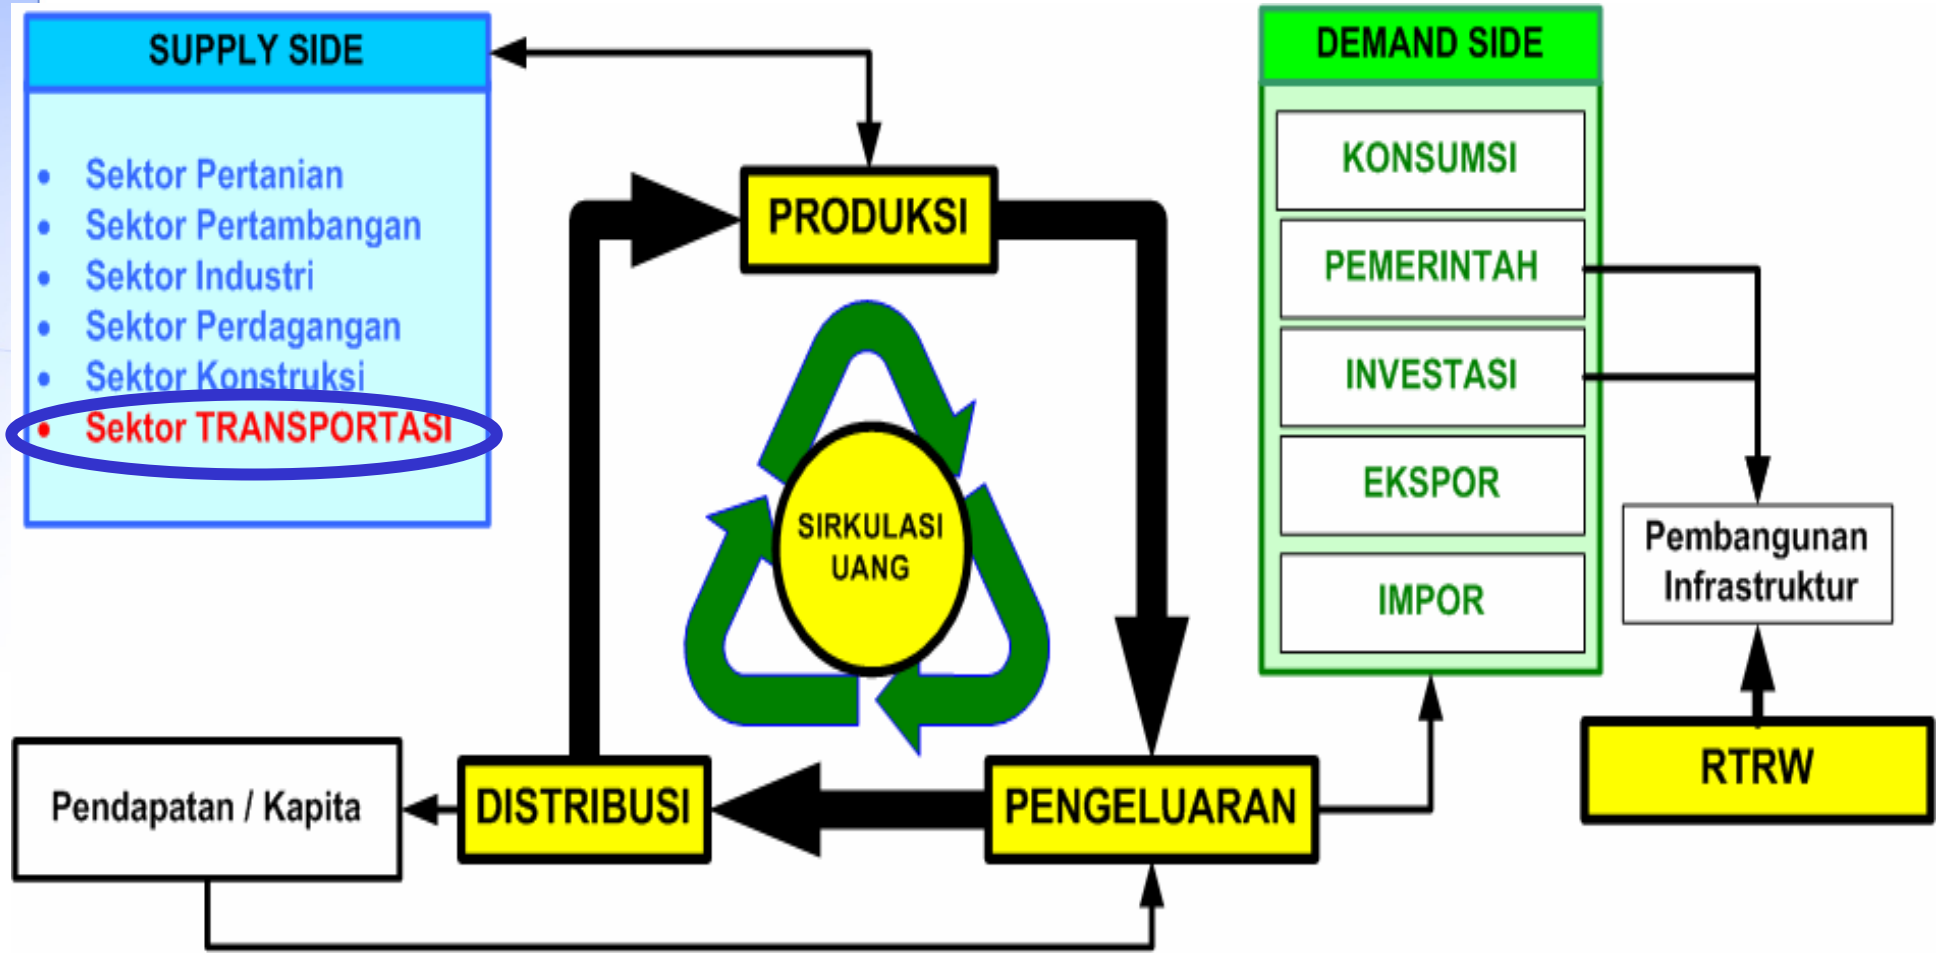 SUPPLY SIDE
• Sektor Pertanian
• Sektor Pertambangan
• Sektor Industri
• Sektor Perdagangan
• Sektor Konstruksi
• Sektor TRANSPORTASI
PRODUKSI
SIRKULASI
UANG
DISTRIBUSI
PENGELUARAN
Pendapatan / Kapita
DEMAND SIDE
KONSUMSI
PEMERINTAH
INVESTASI
EKSPOR
IMPOR
Pembangunan
Infrastruktur
RTRW